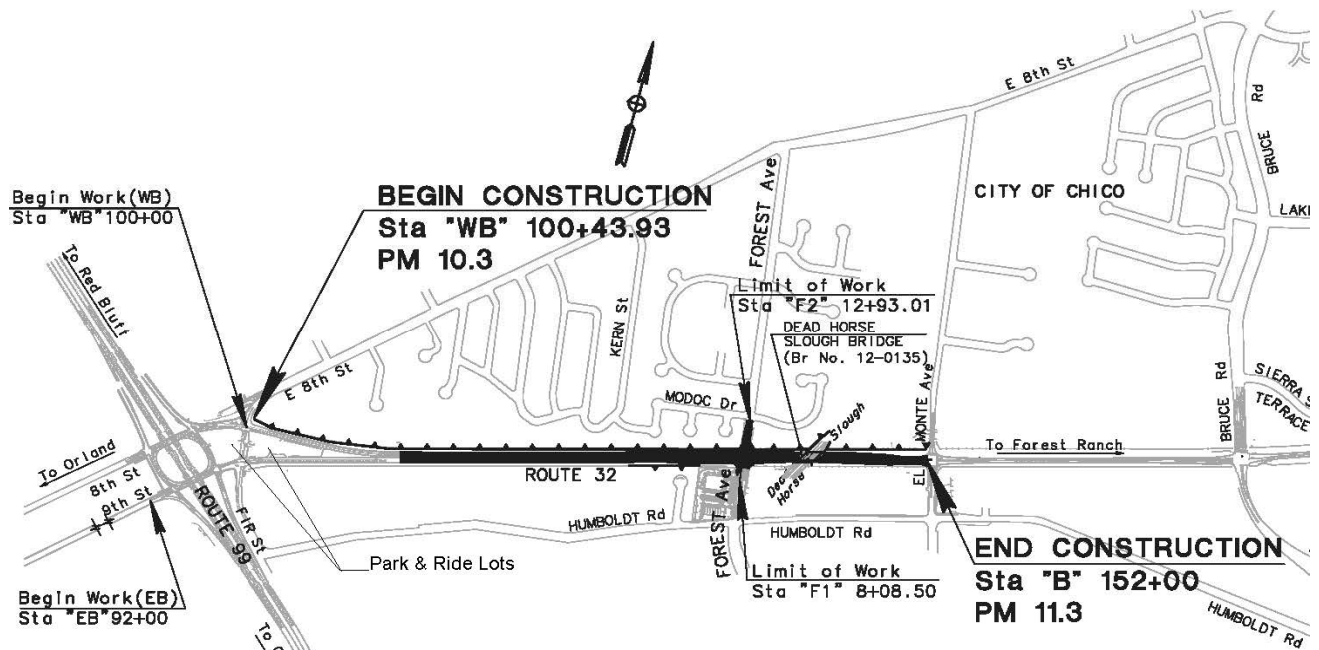 E 8th St
BRUCE Rd
LAKE
CITY OF CHICO
FOREST Ave
Begin Work(WB)
Sta "WB"100+00
BEGIN CONSTRUCTION
Sta "WB" 100+43.93
PM 10.3
To Red Bluff
KERN St
Limit of Work
Sta "F2" 12+93.01
DEAD HORSE
SLOUGH BRIDGE
(Br No. 12-0135)
E 8th St
MODOC Dr
EL MONTE Ave
BRUCE Rd
SIERRA
TERRACE
Slough
Horse
To Orland
8th St
9th St
ROUTE 99
FIR St
ROUTE 32
To Forest Ranch
HUMBOLDT Rd
FOREST Ave
HUMBOLDT Rd
Park & Ride Lots
Begin Work(EB)
Sta "EB"92+00
Limit of Work
Sta "F1" 8+08.50
END CONSTRUCTION
Sta "B" 152+00
PM 11.3
HUMBOLDT Rd
To